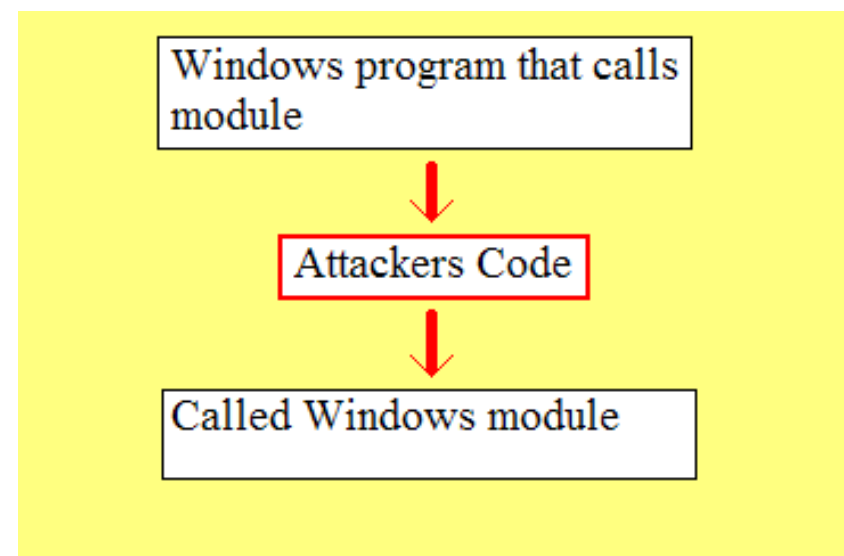 Windows program that calls
module
Attackers Code
Called Windows module